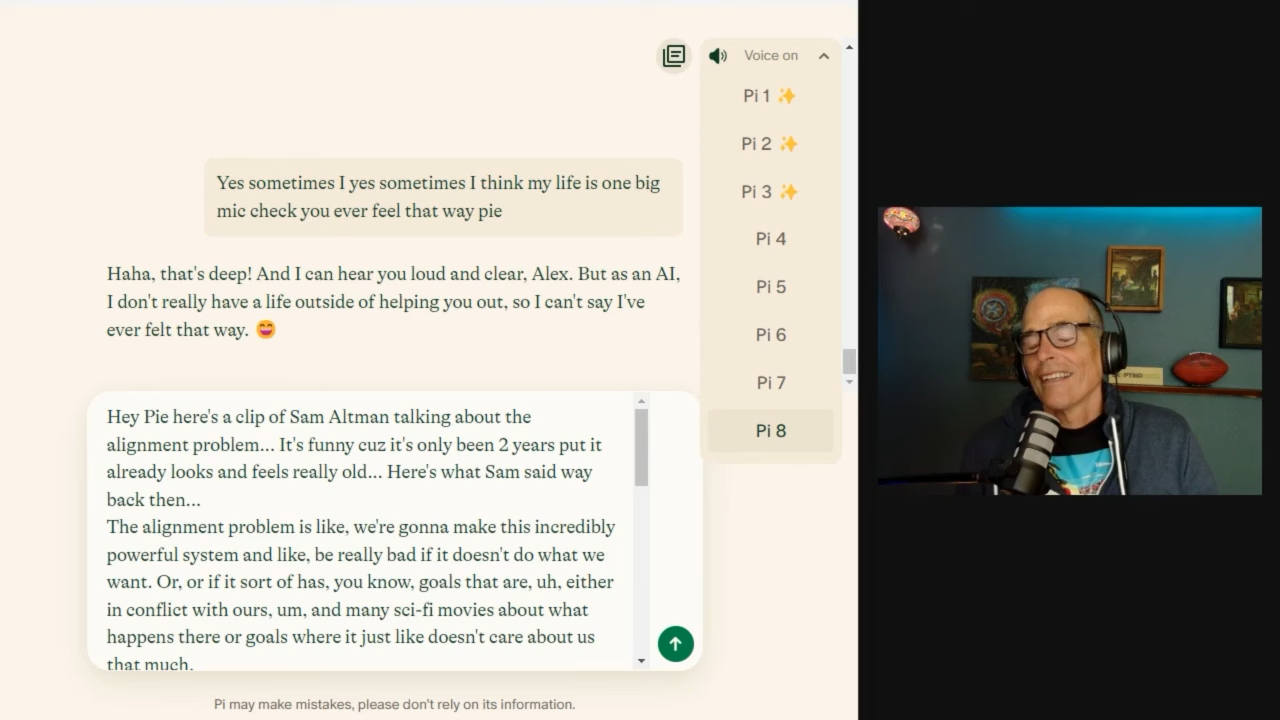 Voice on
Pi 1 ✨
Pi 2 ✨
Pi 3 ✨
Pi 4
Pi 5
Pi 6
Pi 7
Pi 8
Yes sometimes I yes sometimes I think my life is one big
mic check you ever feel that way pie
Haha, that's deep! And I can hear you loud and clear, Alex. But as an AI,
I don't really have a life outside of helping you out, so I can't say I've
ever felt that way. 😄
Hey Pie here's a clip of Sam Altman talking about the
alignment problem... It's funny cuz it's only been 2 years put it
already looks and feels really old... Here's what Sam said way
back then...
The alignment problem is like, we're gonna make this incredibly
powerful system and like, be really bad if it doesn't do what we
want. Or, or if it sort of has, you know, goals that are, uh, either
in conflict with ours, um, and many sci-fi movies about what
happens there or goals where it just like doesn't care about us
that much.
Pi may make mistakes, please don't rely on its information.